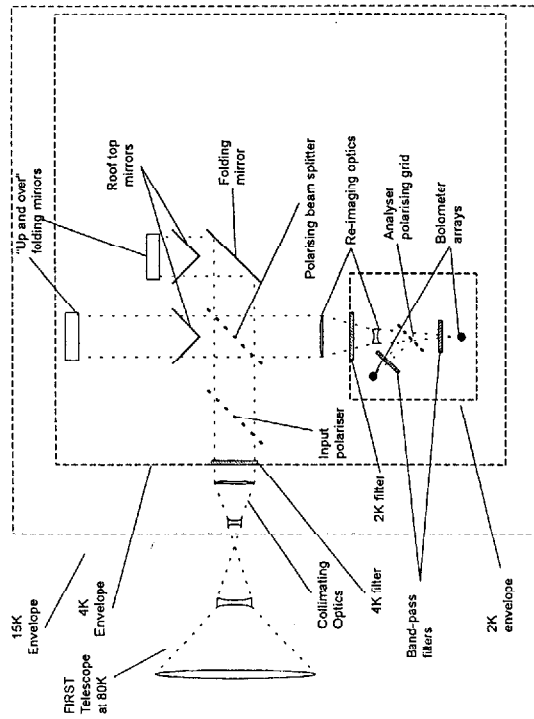 15K
Envelope
4K
Envelope
FIRST
Telescope
at 80K
"Up and over"
folding mirrors
Roof top
mirrors
Folding
mirror
Polarising beam splitter
Re-imaging optics
Analyser
polarising grid
Bolometer
arrays
Input polariser
2K filter
Collimating
Optics
4K filter
Band-pass
filters
2K
envelope